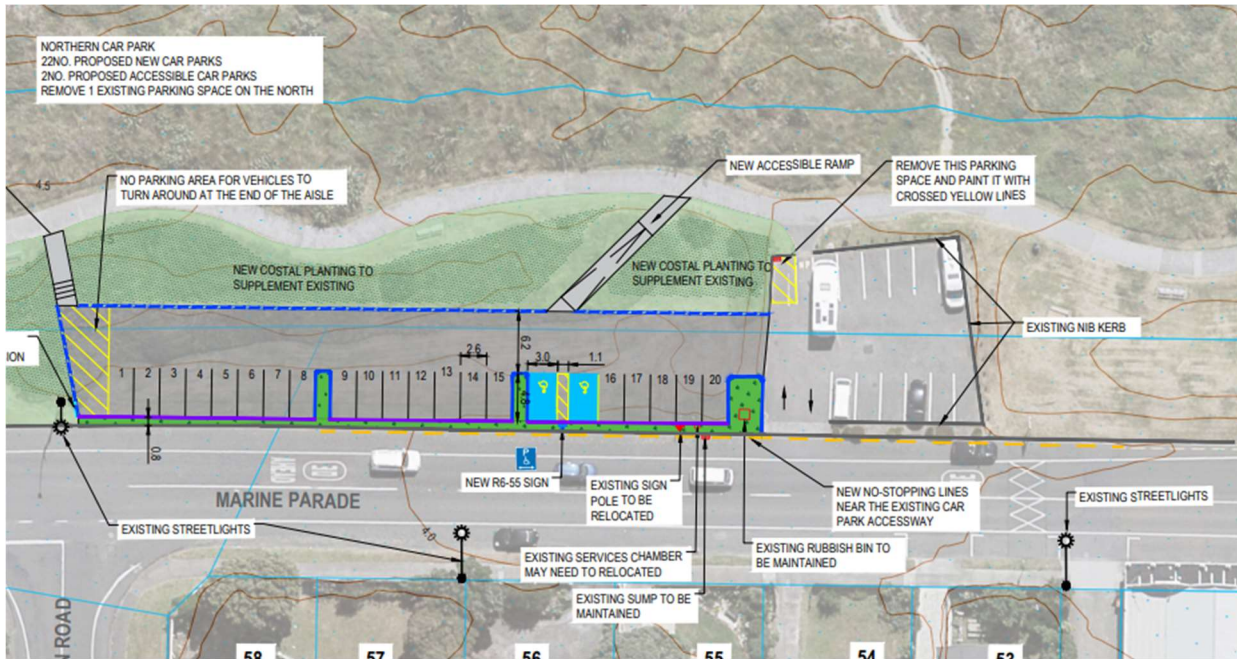 NORTHERN CAR PARK
22NO. PROPOSED NEW CAR PARKS
2NO. PROPOSED ACCESSIBLE CAR PARKS
REMOVE 1 EXISTING PARKING SPACE ON THE NORTH
NEW ACCESSIBLE RAMP
REMOVE THIS PARKING
SPACE AND PAINT IT WITH
CROSSED YELLOW LINES
4.5
NO PARKING AREA FOR VEHICLES TO
TURN AROUND AT THE END OF THE AISLE
NEW COSTAL PLANTING TO
SUPPLEMENT EXISTING
NEW COSTAL PLANTING TO
SUPPLEMENT EXISTING
EXISTING NIB KERB
ION
6.2
2.6
3.0
1.1
4.8
1 2 3 4 5 6 7 8 9 10 11 12 13 14 15 16 17 18 19 20
0.8
AHEAD
30
P
MARINE PARADE
NEW R6-55 SIGN
EXISTING SIGN
POLE TO BE
RELOCATED
NEW NO-STOPPING LINES
NEAR THE EXISTING CAR
PARK ACCESSWAY
EXISTING STREETLIGHTS
EXISTING STREETLIGHTS
4.0
EXISTING SERVICES CHAMBER
MAY NEED TO RELOCATED
EXISTING RUBBISH BIN TO
BE MAINTAINED
EXISTING SUMP TO BE
MAINTAINED
N ROAD
58 57 56 55 54 53